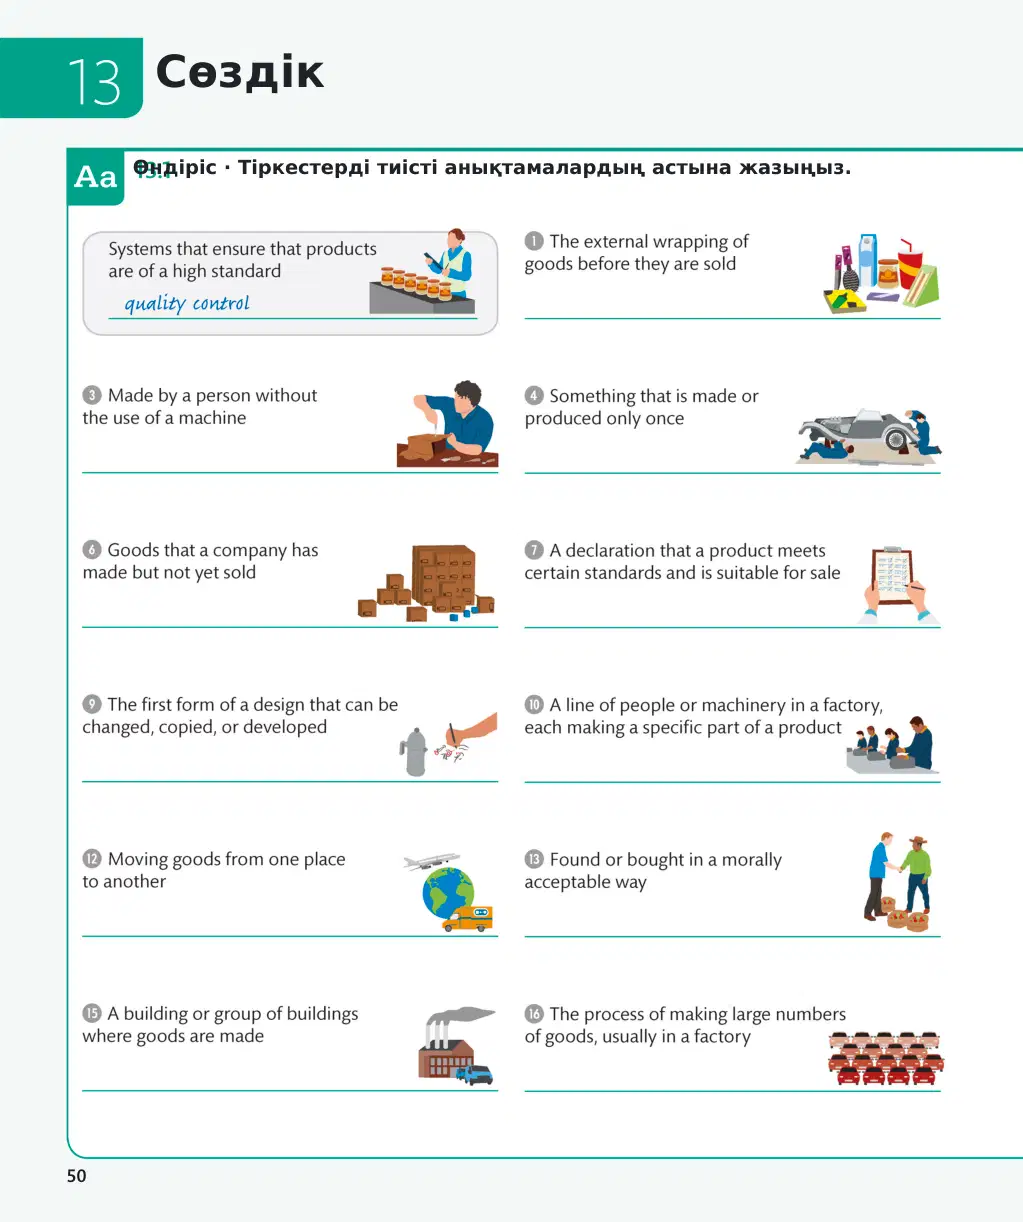 13
Сөздік
Aa
13.1 Өндіріс · Тіркестерді тиісті анықтамалардың астына жазыңыз.
Systems that ensure that products
are of a high standard
quality control
1 The external wrapping of
goods before they are sold
3 Made by a person without
the use of a machine
4 Something that is made or
produced only once
6 Goods that a company has
made but not yet sold
7 A declaration that a product meets
certain standards and is suitable for sale
9 The first form of a design that can be
changed, copied, or developed
10 A line of people or machinery in a factory,
each making a specific part of a product
12 Moving goods from one place
to another
13 Found or bought in a morally
acceptable way
15 A building or group of buildings
where goods are made
16 The process of making large numbers
of goods, usually in a factory
50